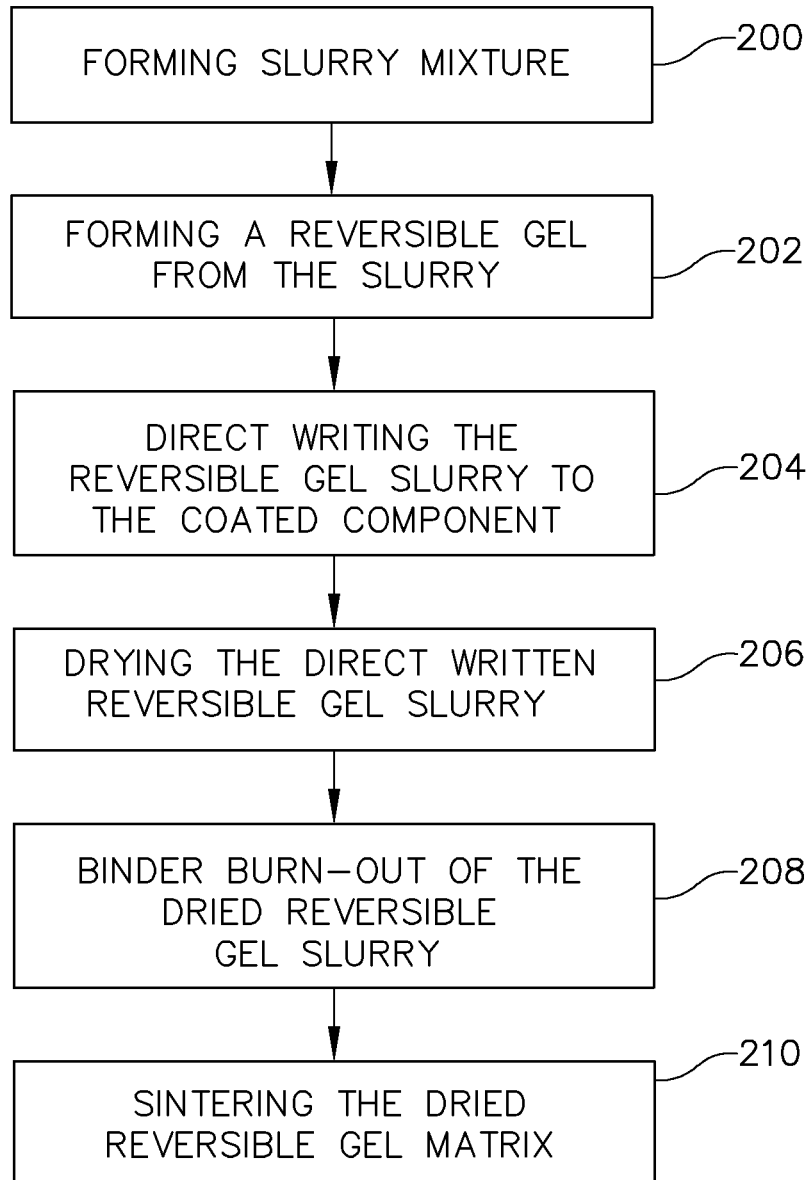 FORMING SLURRY MIXTURE
200
FORMING A REVERSIBLE GEL
FROM THE SLURRY
202
DIRECT WRITING THE
REVERSIBLE GEL SLURRY TO
THE COATED COMPONENT
204
DRYING THE DIRECT WRITTEN
REVERSIBLE GEL SLURRY
206
BINDER BURN-OUT OF THE
DRIED REVERSIBLE
GEL SLURRY
208
SINTERING THE DRIED
REVERSIBLE GEL MATRIX
210